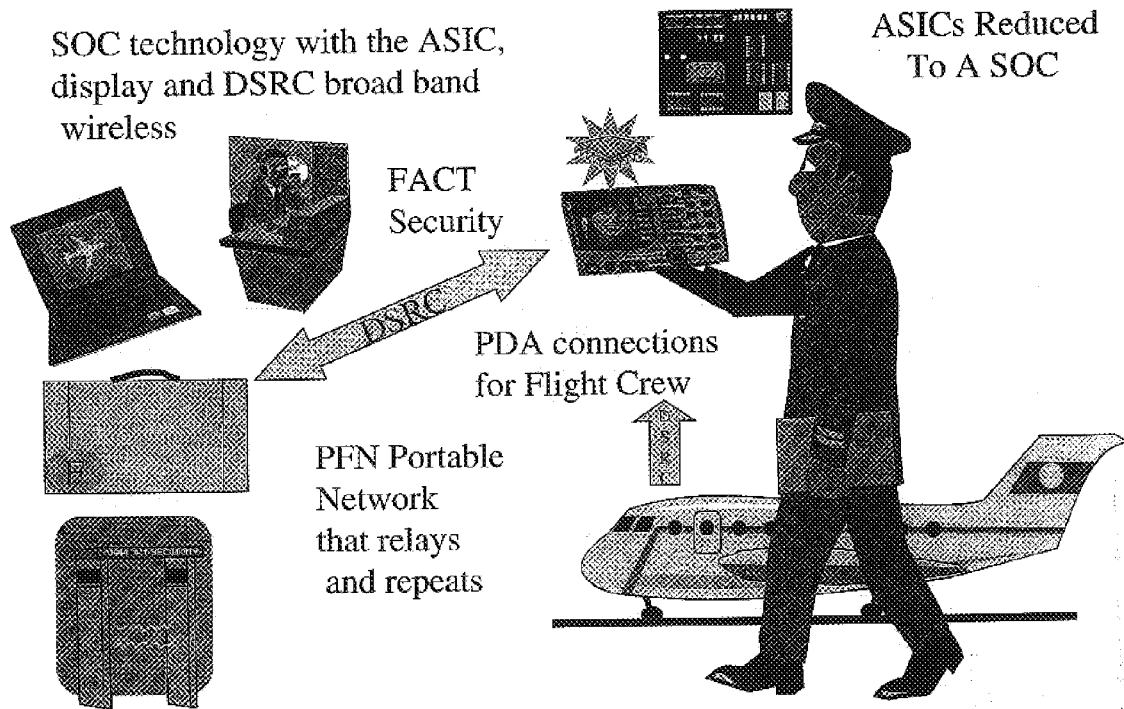 SOC technology with the ASIC,
display and DSRC broad band
wireless
ASICs Reduced
To A SOC
FACT
Security
DSRC
PDA connections
for Flight Crew
DSRC
PFN Portable
Network
that relays
and repeats